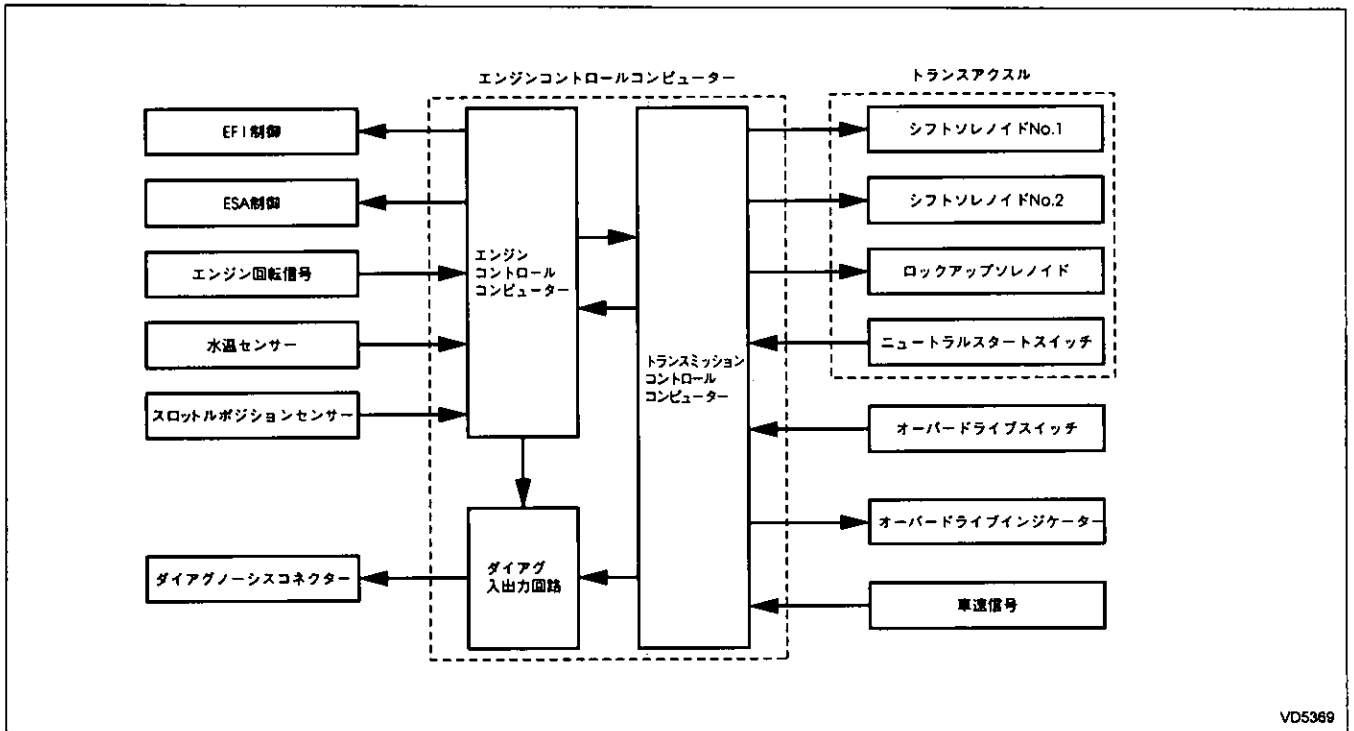 エンジンコントロールコンピューター
トランスアクスル
EFI制御
ESA制御
エンジン回転信号
水温センサー
スロットルポジションセンサー
ダイアグノーシスコネクター
エンジン
コントロール
コンピューター
ダイアグ
入出力回路
トランスミッション
コントロール
コンピューター
シフトソレノイドNo.1
シフトソレノイドNo.2
ロックアップソレノイド
ニュートラルスタートスイッチ
オーバードライブスイッチ
オーバードライブインジケーター
車速信号
VD5369